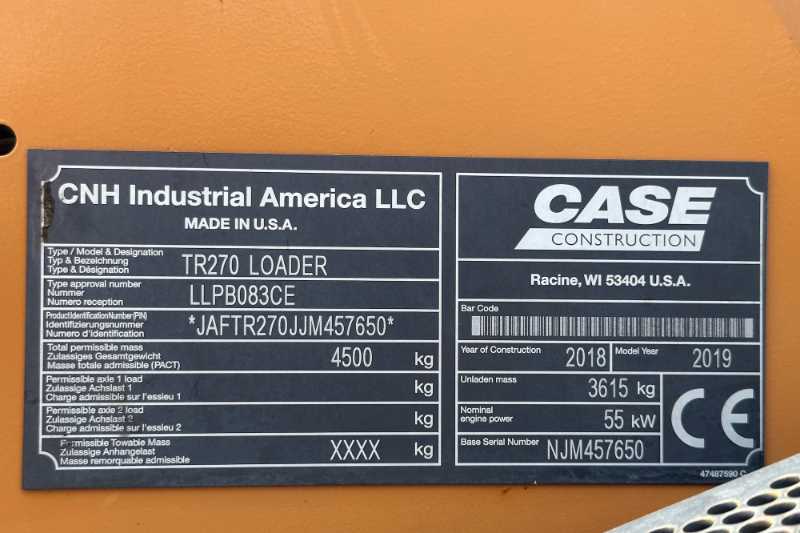 CNH Industrial America LLC
MADE IN U.S.A.
Type / Model & Designation
Typ & Bezeichnung
Type & Désignation
TR270 LOADER
Type approval number
Nummer
Numero reception
LLPB083CE
Product Identification Number (PIN)
Identifizierungsnummer
Numero d'identification
*JAFTR270JJM457650*
Total permissible mass
Zulassiges Gesamtgewicht
Masse totale admissible (PACT)
4500 kg
Permissible axle 1 load
Zulassige Achslast 1
Charge admissible sur l'essieu 1
kg
Permissible axle 2 load
Zulassige Achslast 2
Charge admissible sur l'essieu 2
kg
Permissible Towable Mass
Zulassige Anhangelast
Masse remorquable admissible
XXXX kg
CASE
CONSTRUCTION
Racine, WI 53404 U.S.A.
Bar Code
Year of Construction 2018 Model Year 2019
Unladen mass 3615 kg
Nominal
engine power 55 kW
CE
Base Serial Number NJM457650
47487590 C